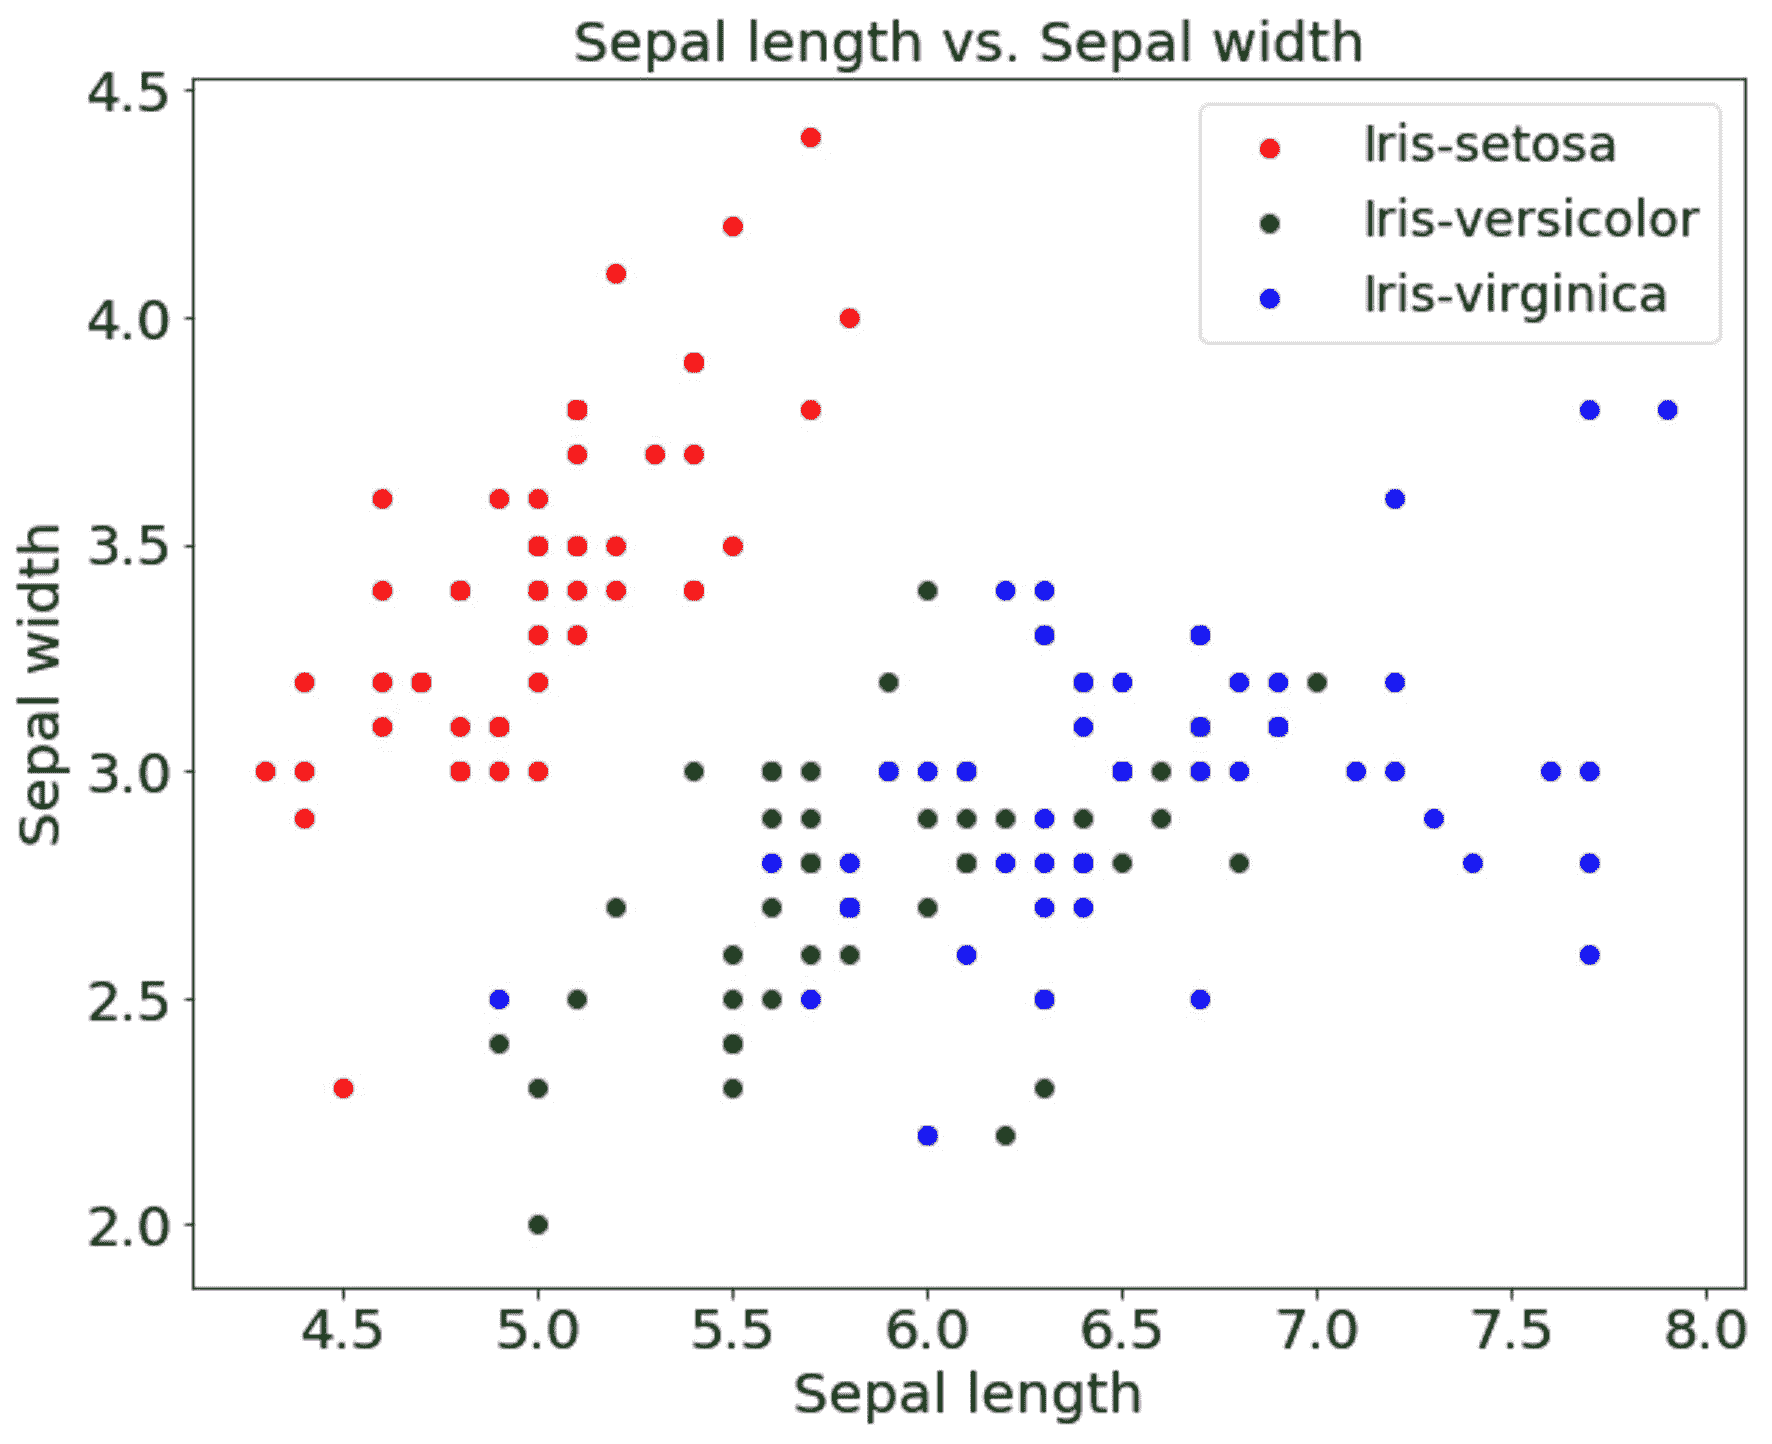 Sepal length vs. Sepal width
Iris-setosa
Iris-versicolor
Iris-virginica
Sepal width
4.5
4.0
3.5
3.0
2.5
2.0
4.5 5.0 5.5 6.0 6.5 7.0 7.5 8.0
Sepal length